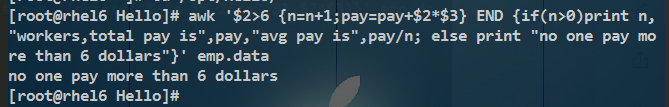 [root@rhel6 Hello]# awk '$2>6 {n=n+1;pay=pay+$2*$3} END {if(n>0)print n,
"workers,total pay is",pay,"avg pay is",pay/n; else print "no one pay mo
re than 6 dollars"}' emp.data
no one pay more than 6 dollars
[root@rhel6 Hello]#